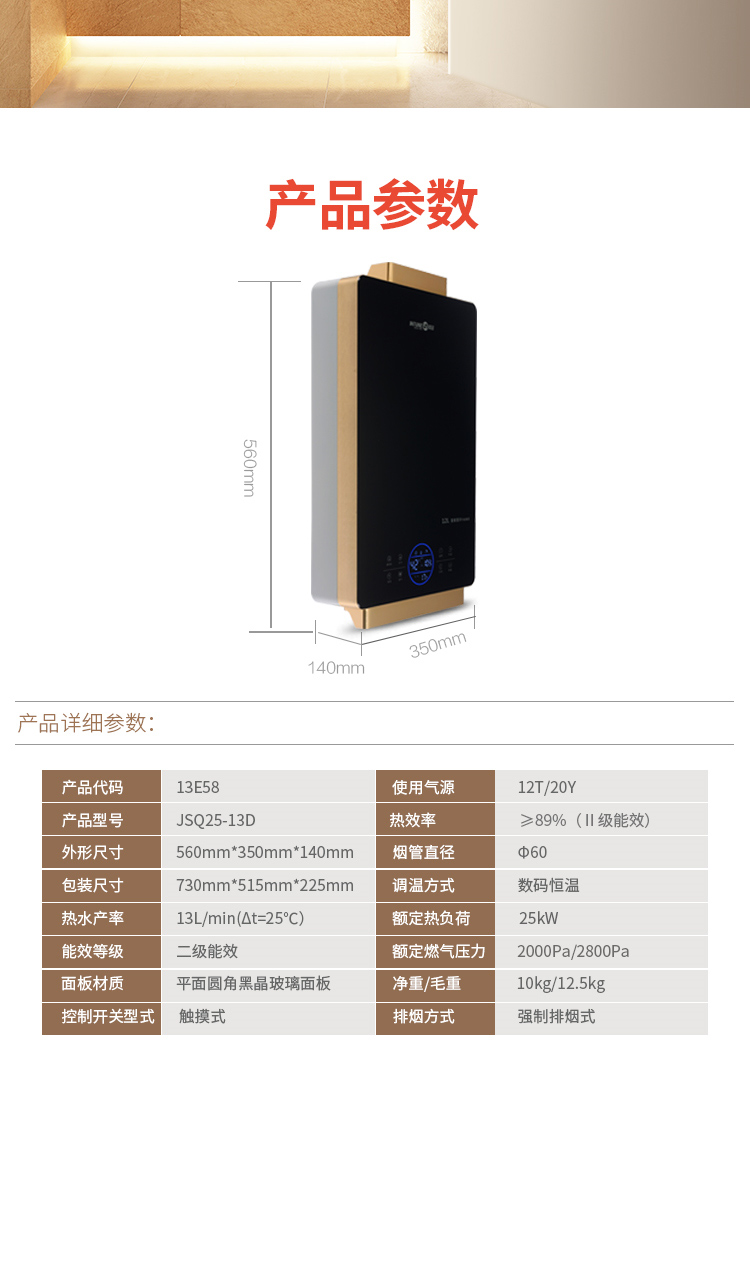 产品参数
560mm
12L
350mm
140mm
产品详细参数：
产品代码 13E58 使用气源 12T/20Y
产品型号 JSQ25-13D 热效率 ≥89%（Ⅱ级能效）
外形尺寸 560mm*350mm*140mm 烟管直径 Φ60
包装尺寸 730mm*515mm*225mm 调温方式 数码恒温
热水产率 13L/min(Δt=25℃） 额定热负荷 25kW
能效等级 二级能效 额定燃气压力 2000Pa/2800Pa
面板材质 平面圆角黑晶玻璃面板 净重/毛重 10kg/12.5kg
控制开关型式 触摸式 排烟方式 强制排烟式